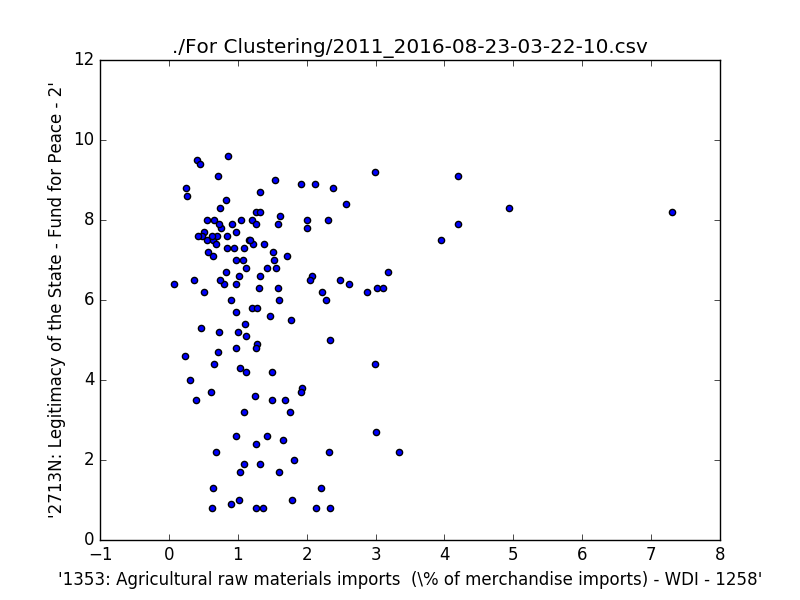 ./For Clustering/2011_2016-08-23-03-22-10.csv
'2713N: Legitimacy of the State - Fund for Peace - 2'
12
10
8
6
4
2
0
−1 0 1 2 3 4 5 6 7 8
'1353: Agricultural raw materials imports  (\% of merchandise imports) - WDI - 1258'